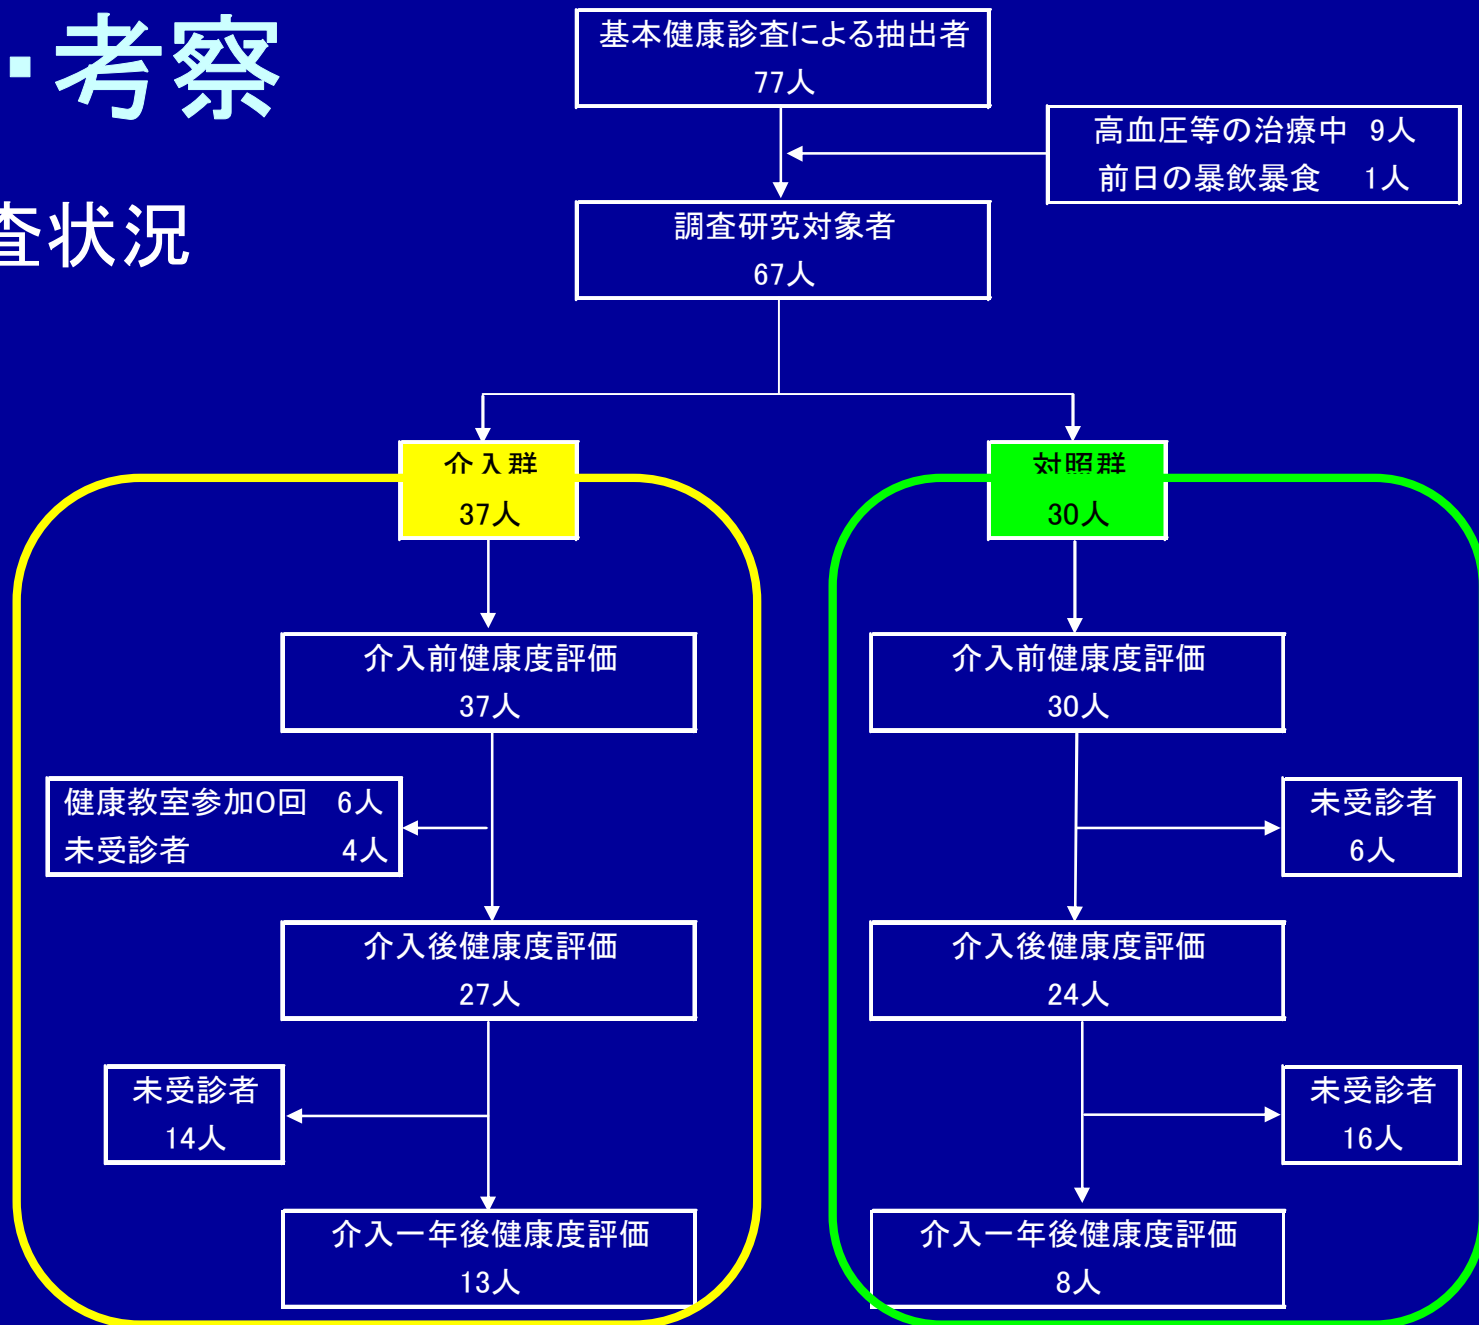 ・考察
査状況
基本健康診査による抽出者
77人
高血圧等の治療中 9人
前日の暴飲暴食 1人
調査研究対象者
67人
介入群
37人
対照群
30人
介入前健康度評価
37人
介入前健康度評価
30人
健康教室参加0回 6人
未受診者 4人
未受診者
6人
介入後健康度評価
27人
介入後健康度評価
24人
未受診者
14人
未受診者
16人
介入一年後健康度評価
13人
介入一年後健康度評価
8人